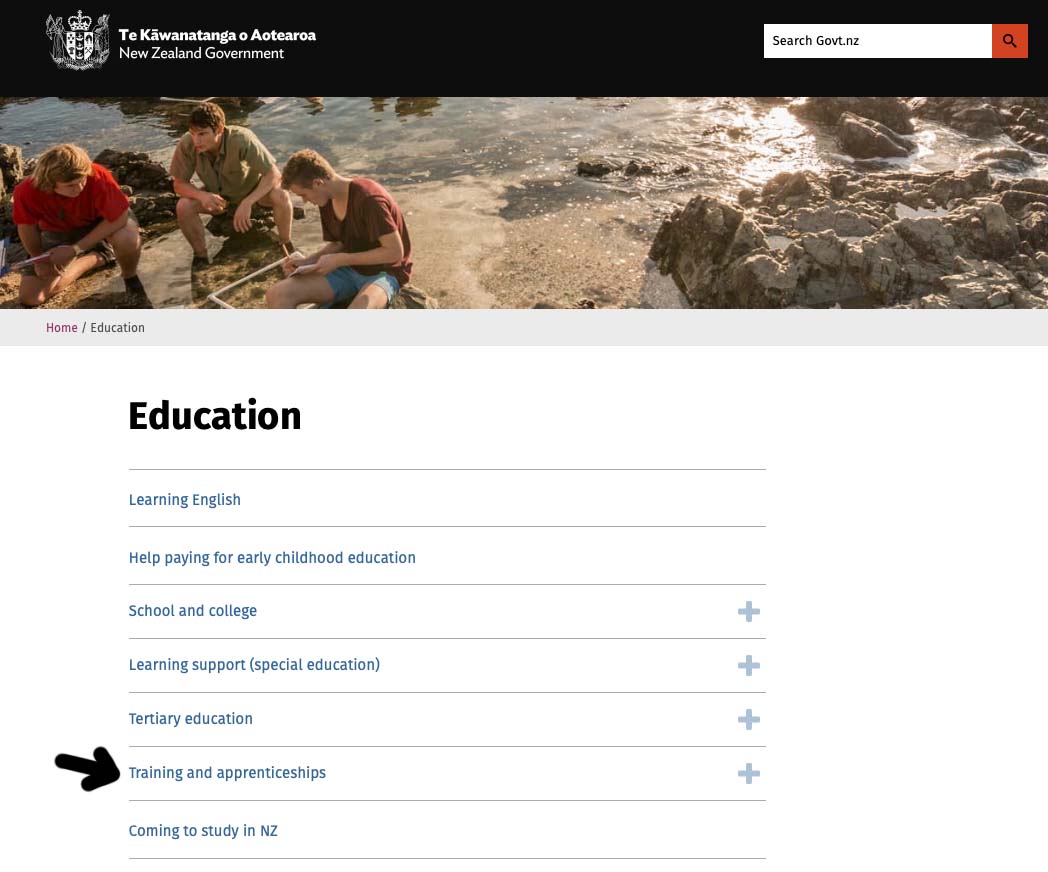 Te Kāwanatanga o Aotearoa
New Zealand Government
Search Govt.nz
Home / Education
Education
Learning English
Help paying for early childhood education
School and college
Learning support (special education)
Tertiary education
Training and apprenticeships
Coming to study in NZ